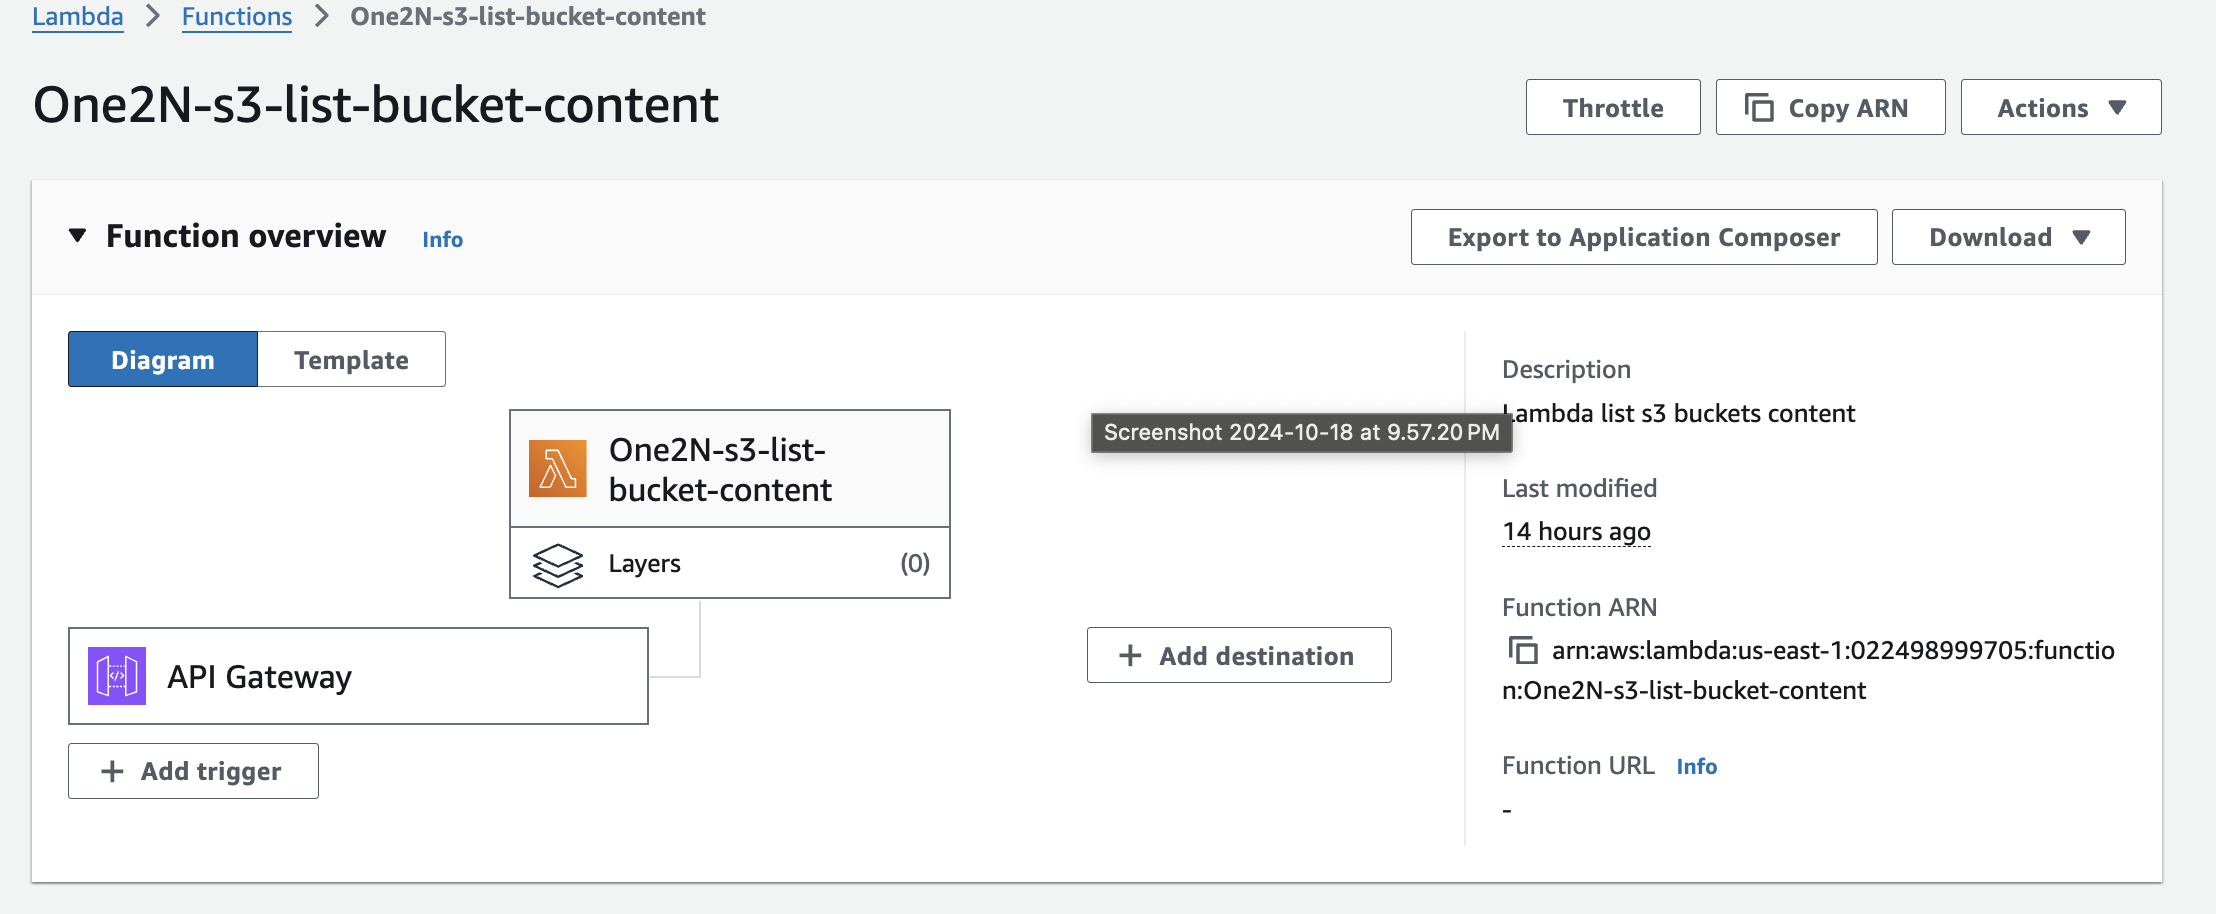 Lambda > Functions > One2N-s3-list-bucket-content
One2N-s3-list-bucket-content
Throttle
Copy ARN
Actions
Function overview
Info
Export to Application Composer
Download
Diagram
Template
One2N-s3-list-
bucket-content
Layers
(0)
API Gateway
+ Add trigger
+ Add destination
Screenshot 2024-10-18 at 9.57.20 PM
Description
Lambda list s3 buckets content
Last modified
14 hours ago
Function ARN
arn:aws:lambda:us-east-1:022498999705:functio
n:One2N-s3-list-bucket-content
Function URL
Info
-